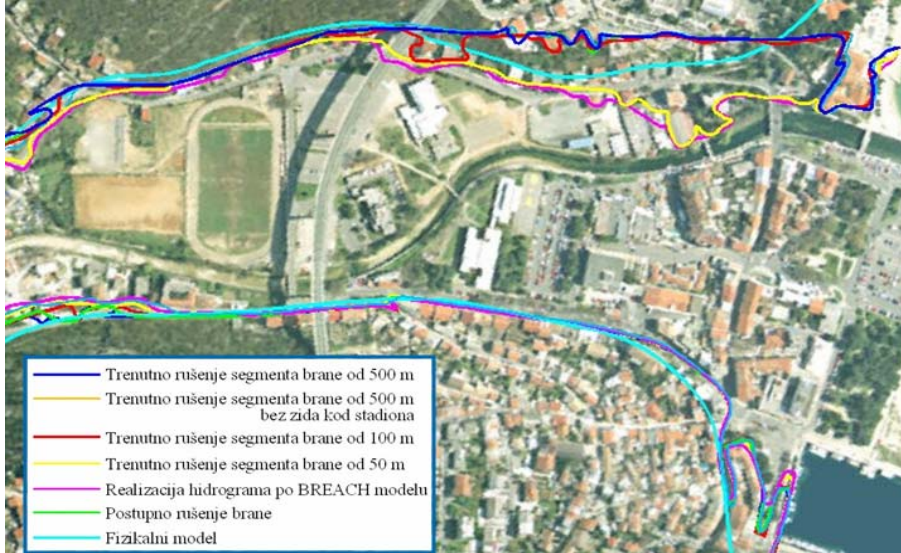 Trenutno rušenje segmenta brane od 500 m
Trenutno rušenje segmenta brane od 500 m
bez zida kod stadiona
Trenutno rušenje segmenta brane od 100 m
Trenutno rušenje segmenta brane od 50 m
Realizacija hidrograma po BREACH modelu
Postupno rušenje brane
Fizikalni model